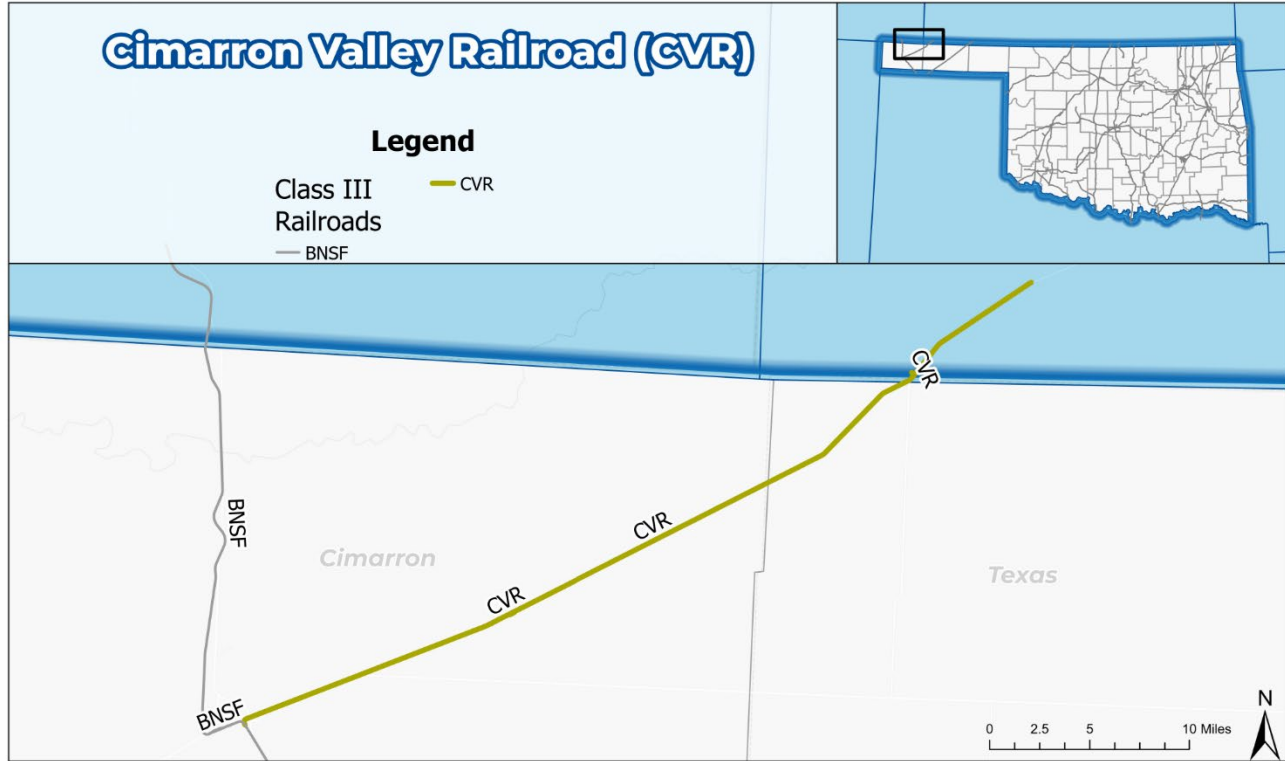 Cimarron Valley Railroad (CVR)
Legend
Class III
Railroads
CVR
BNSF
CVR
BNSF
CVR
Cimarron
Texas
CVR
BNSF
N
0 2.5 5 10 Miles